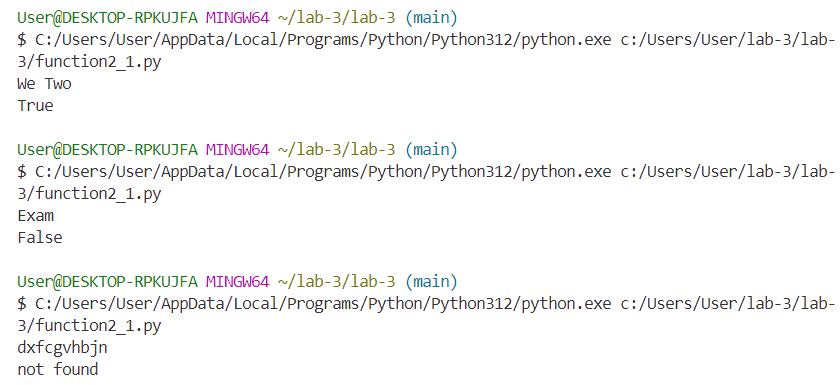 User@DESKTOP-RPKUJFA MINGW64 ~/lab-3/lab-3 (main)
$ C:/Users/User/AppData/Local/Programs/Python/Python312/python.exe c:/Users/User/lab-3/lab-
3/function2_1.py
We Two
True
User@DESKTOP-RPKUJFA MINGW64 ~/lab-3/lab-3 (main)
$ C:/Users/User/AppData/Local/Programs/Python/Python312/python.exe c:/Users/User/lab-3/lab-
3/function2_1.py
Exam
False
User@DESKTOP-RPKUJFA MINGW64 ~/lab-3/lab-3 (main)
$ C:/Users/User/AppData/Local/Programs/Python/Python312/python.exe c:/Users/User/lab-3/lab-
3/function2_1.py
dxfcgvhbjn
not found